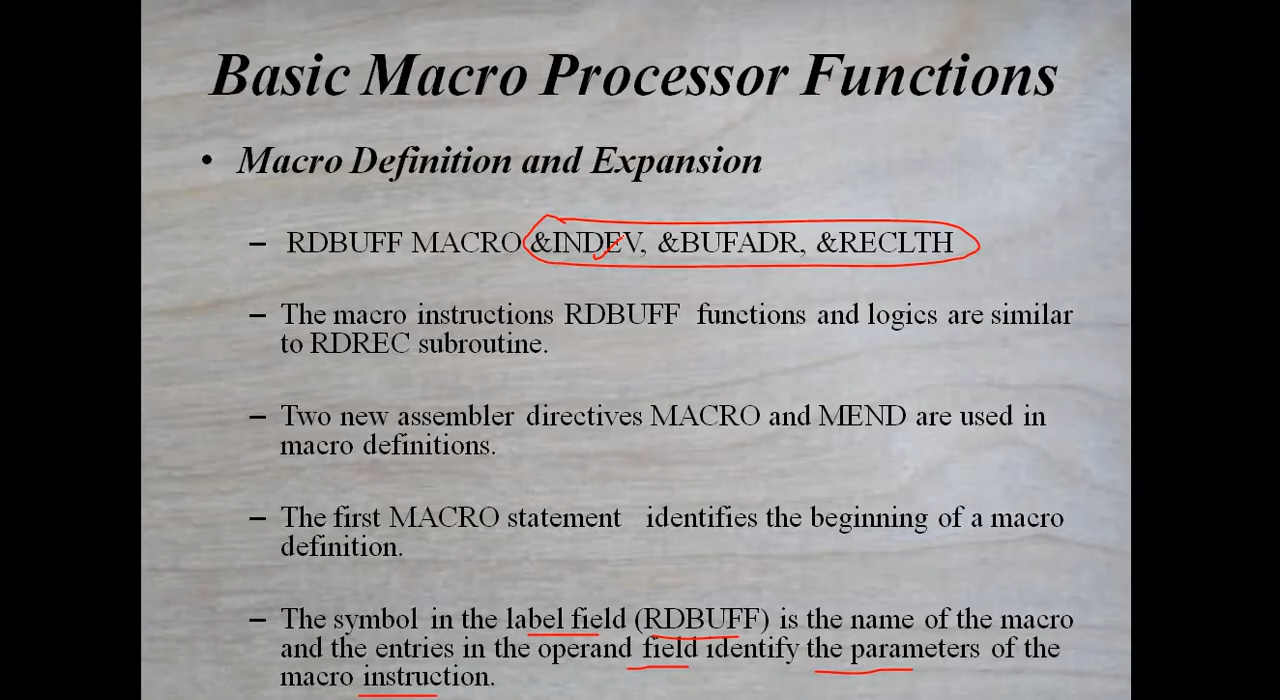 Basic Macro Processor Functions
• Macro Definition and Expansion
– RDBUFF MACRO &INDEV, &BUFADR, &RECLTH
– The macro instructions RDBUFF functions and logics are similar
to RDREC subroutine.
– Two new assembler directives MACRO and MEND are used in
macro definitions.
– The first MACRO statement identifies the beginning of a macro
definition.
– The symbol in the label field (RDBUFF) is the name of the macro
and the entries in the operand field identify the parameters of the
macro instruction.